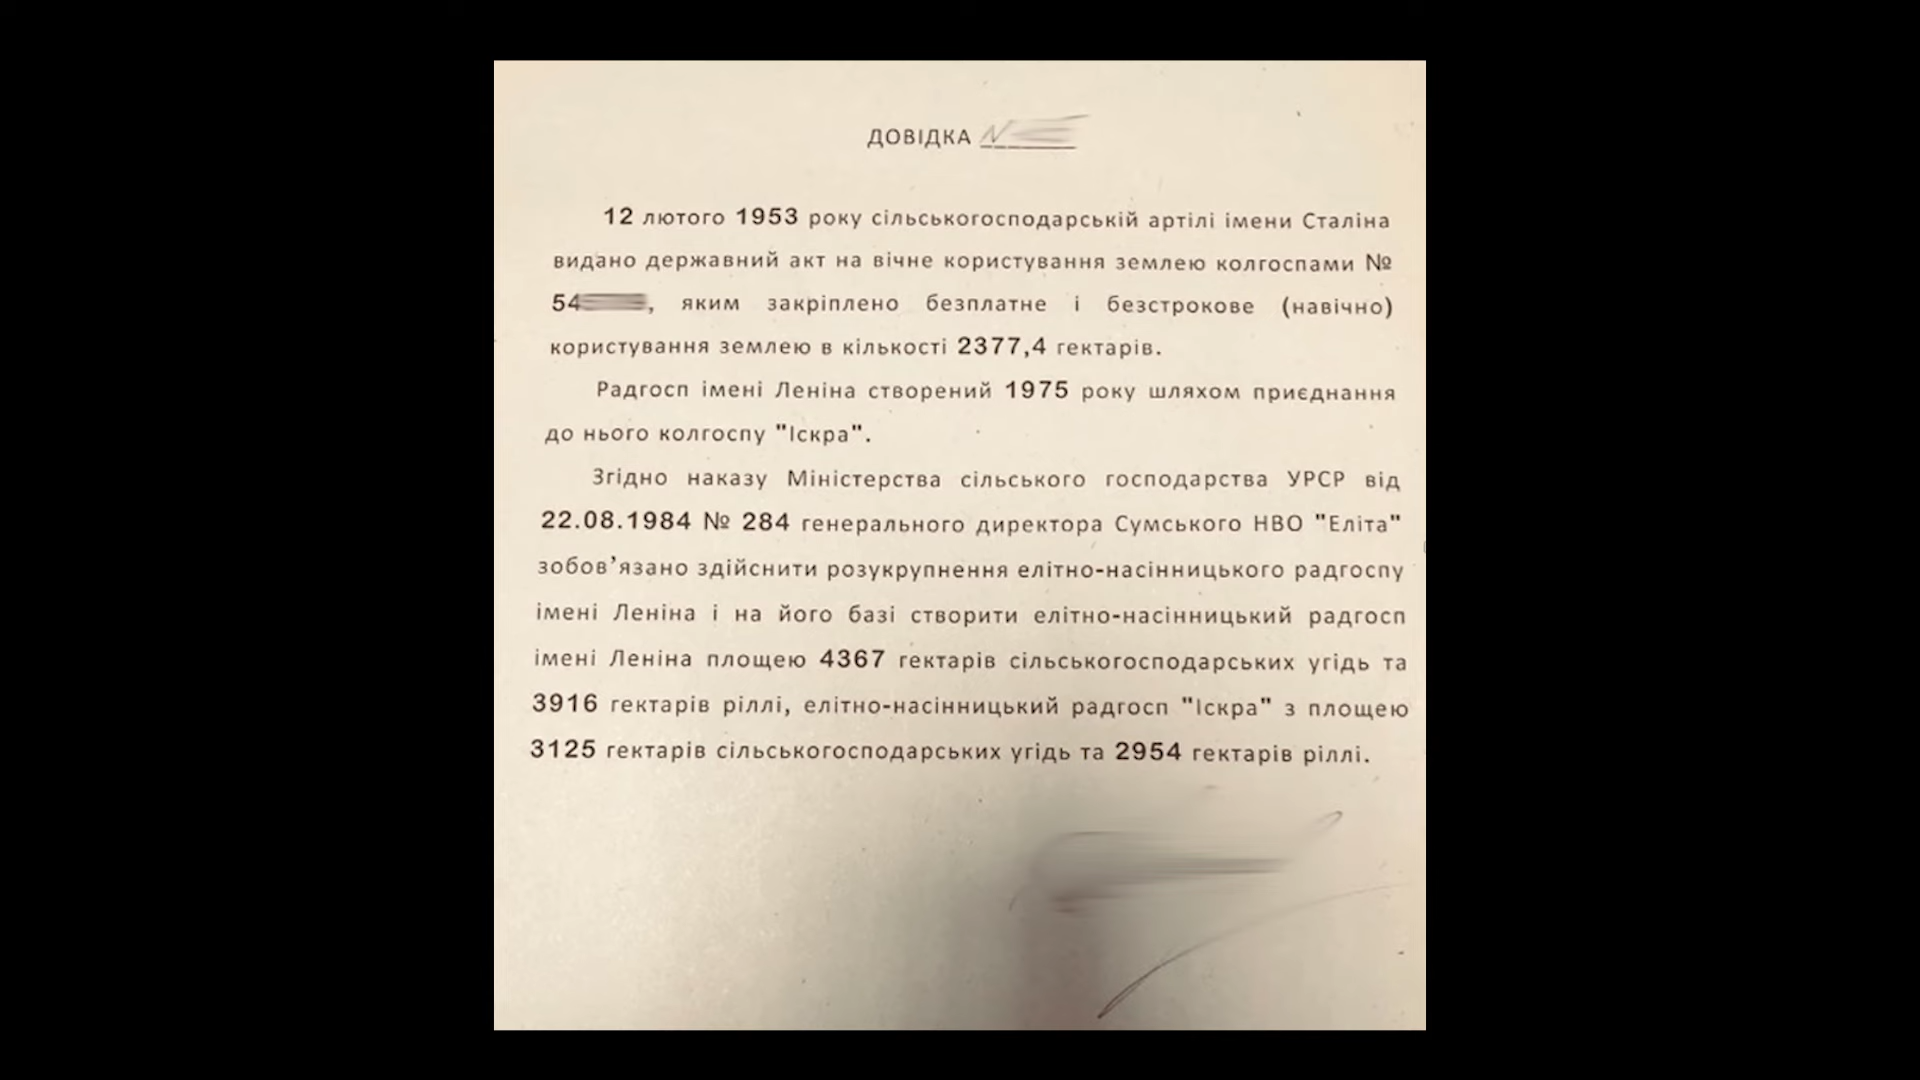 ДОВІДКА N
12 лютого 1953 року сільськогосподарській артілі імени Сталіна
видано державний акт на вічне користування землею колгоспами №
54 , яким закріплено безплатне і безстрокове (навічно)
користування землею в кількості 2377,4 гектарів.
Радгосп імені Леніна створений 1975 року шляхом приєднання
до нього колгоспу "Іскра".
Згідно наказу Міністерства сільського господарства УРСР від
22.08.1984 № 284 генерального директора Сумського НВО "Еліта"
зобов’язано здійснити розукрупнення елітно-насінницького радгоспу
імені Леніна і на його базі створити елітно-насінницький радгосп
імені Леніна площею 4367 гектарів сільськогосподарських угідь та
3916 гектарів ріллі, елітно-насінницький радгосп "Іскра" з площею
3125 гектарів сільськогосподарських угідь та 2954 гектарів ріллі.